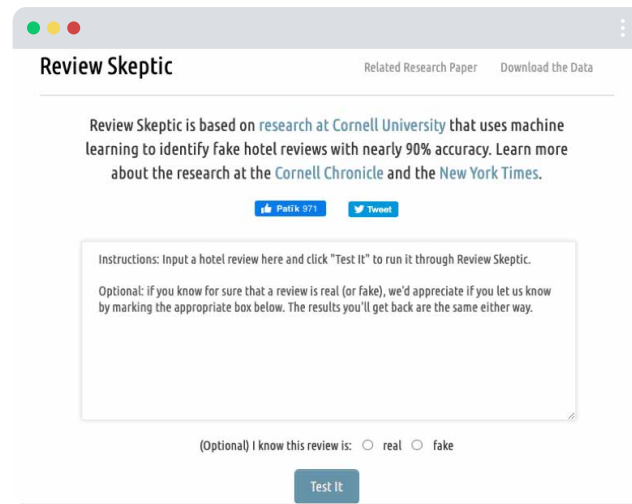 Review Skeptic
Related Research Paper Download the Data
Review Skeptic is based on research at Cornell University that uses machine
learning to identify fake hotel reviews with nearly 90% accuracy. Learn more
about the research at the Cornell Chronicle and the New York Times.
Patīk 971 Tweet
Instructions: Input a hotel review here and click "Test It" to run it through Review Skeptic.
Optional: if you know for sure that a review is real (or fake), we'd appreciate if you let us know
by marking the appropriate box below. The results you'll get back are the same either way.
(Optional) I know this review is: real fake
Test It